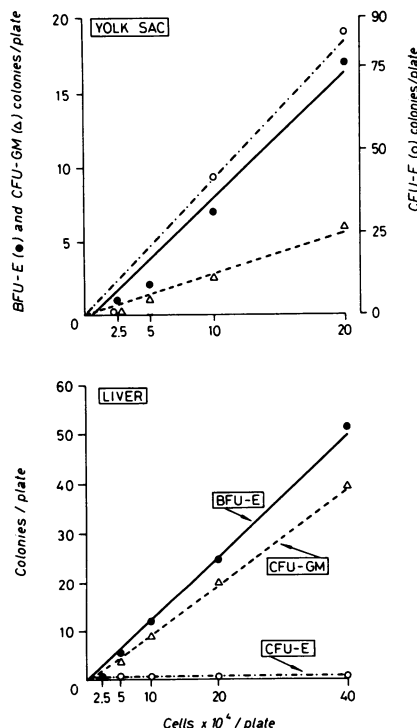 YOLK SAC
BFU-E (●) and CFU-GM (△) colonies/plate
CFU-E (○) colonies/plate
20
15
10
5
0
90
75
50
25
0
2.5 5 10 20
LIVER
Colonies / plate
60
50
40
30
20
10
0
BFU-E
CFU-GM
CFU-E
2.5 5 10 20 40
Cells x 10⁴ / plate